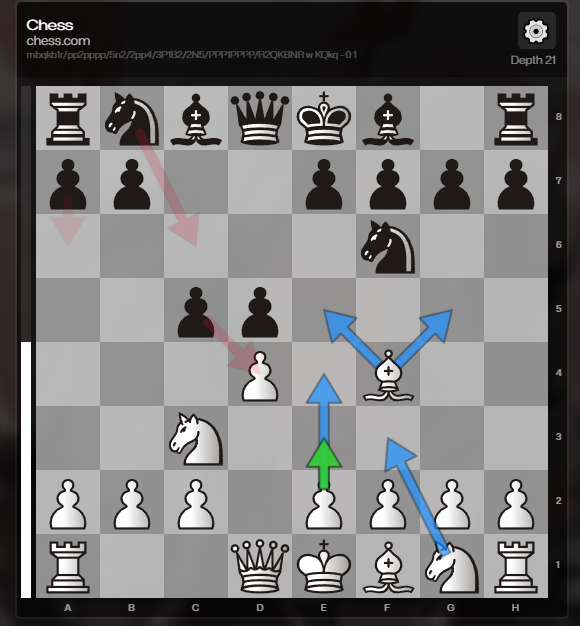 Chess
chess.com
rnbqkb1r/pp2pppp/5n2/2pp4/3P1B2/2N5/PPP1PPPP/R2QKBNR w KQkq - 0 1
Depth 21
8
7
6
5
4
3
2
1
A B C D E F G H